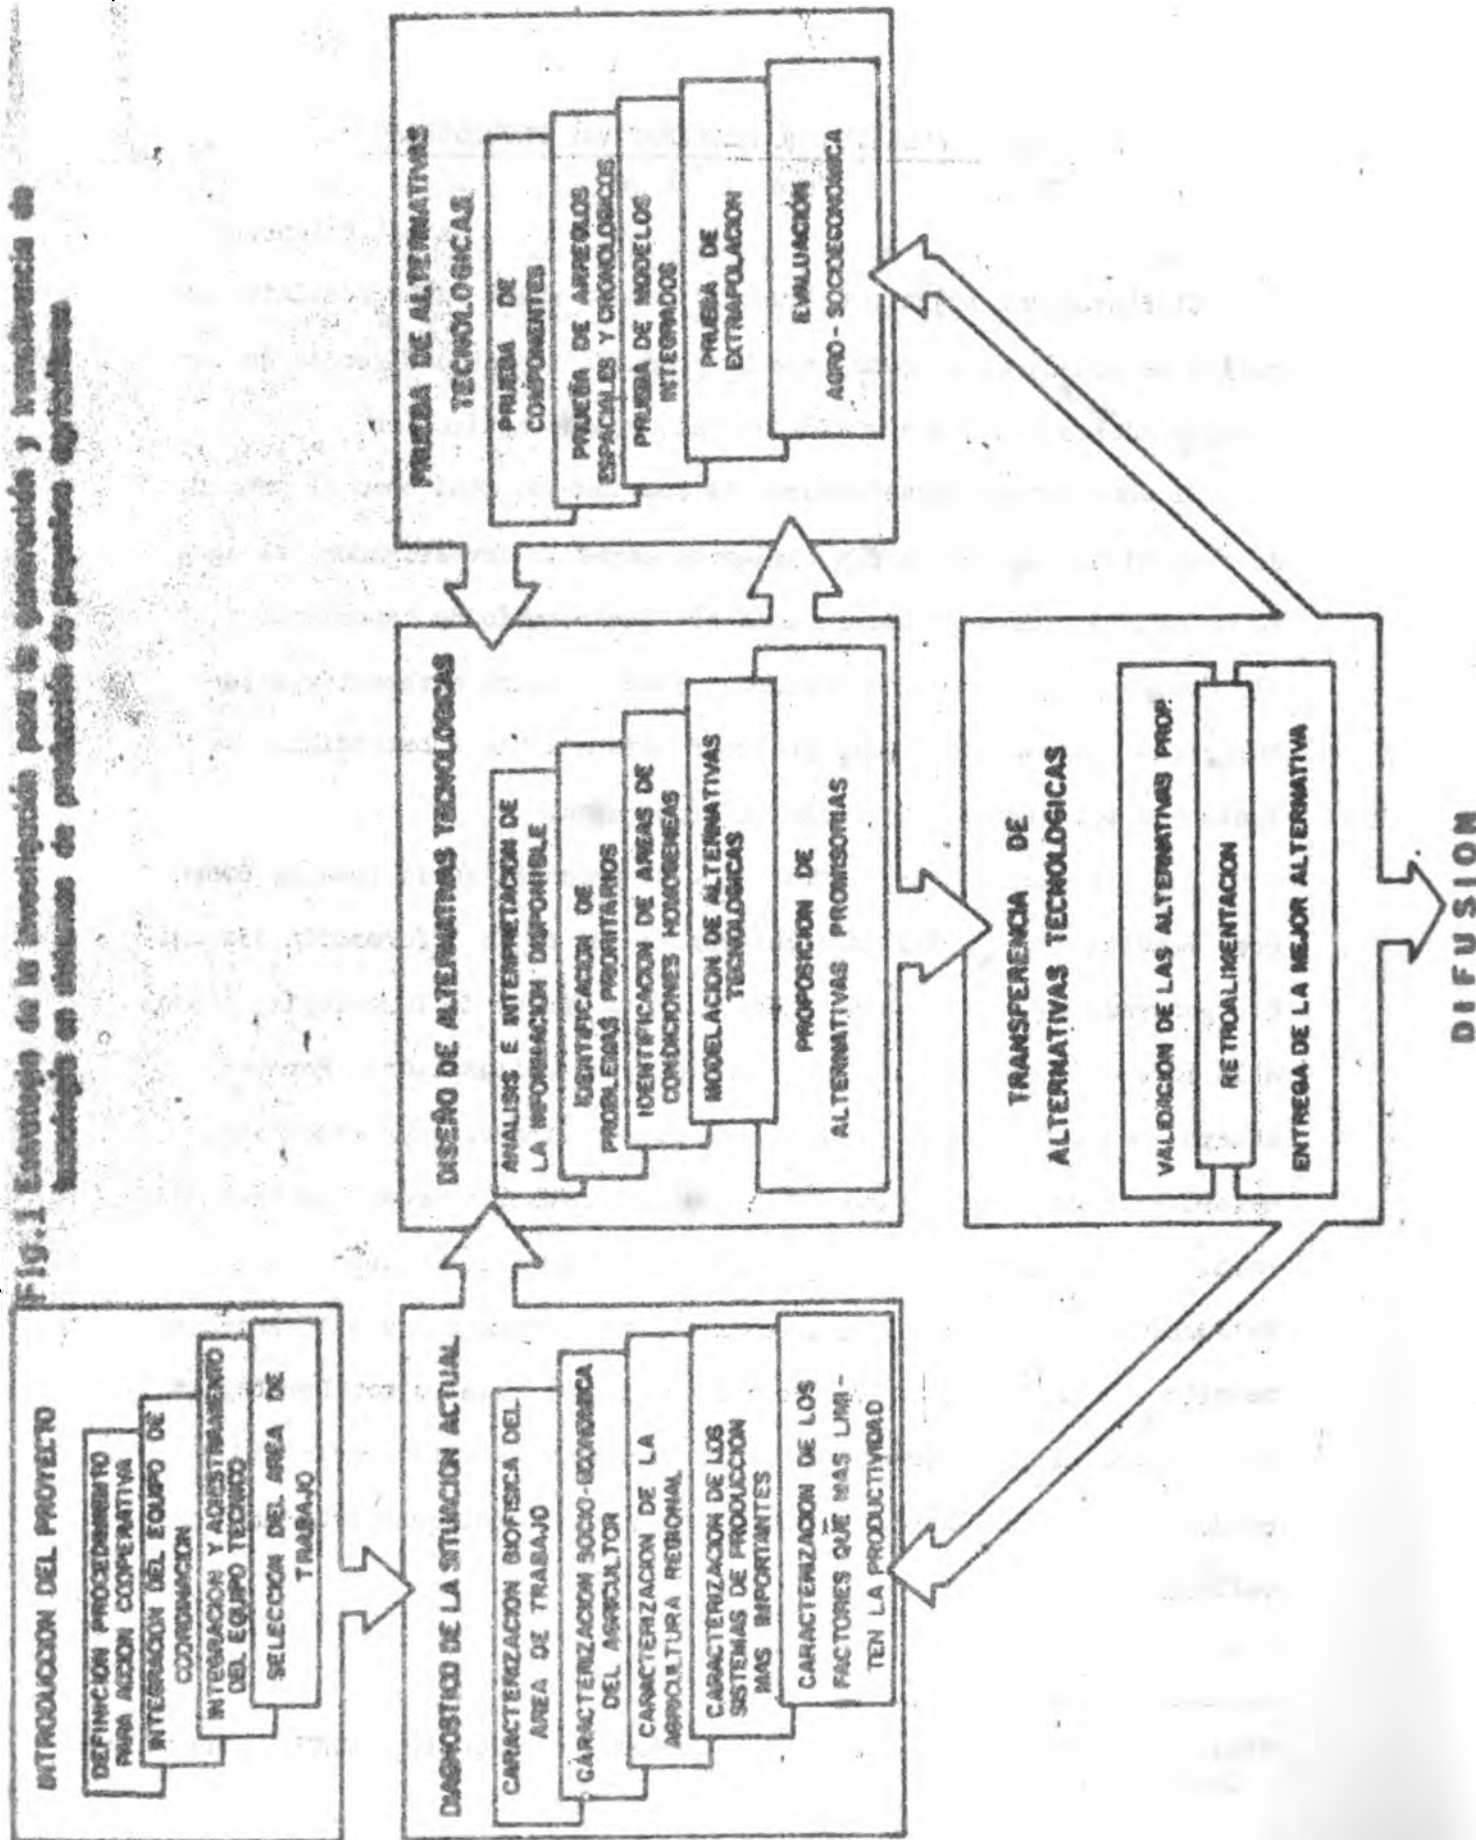 Fig.1 Estrategia de la investigación para la generación y transferencia de
tecnología en sistemas de producción de pequeños agricultores
INTRODUCCION DEL PROYECTO
DEFINICION PROCEDIMIENTO
PARA ACCION COOPERATIVA
INTEGRACION DEL EQUIPO DE
COORDINACION
INTEGRACION Y ADIESTRAMIENTO
DEL EQUIPO TECNICO
SELECCION DEL AREA DE
TRABAJO
DIAGNOSTICO DE LA SITUACION ACTUAL
CARACTERIZACION BIOFISICA DEL
AREA DE TRABAJO
CARACTERIZACION SOCIO-ECONOMICA
DEL AGRICULTOR
CARACTERIZACION DE LA
AGRICULTURA REGIONAL
CARACTERIZACION DE LOS
SISTEMAS DE PRODUCCION
MAS IMPORTANTES
CARACTERIZACION DE LOS
FACTORES QUE MAS LIMI-
TEN LA PRODUCTIVIDAD
DISEÑO DE ALTERNATIVAS TECNOLOGICAS
ANALISIS E INTERPRETACION DE
LA INFORMACION DISPONIBLE
IDENTIFICACION DE
PROBLEMAS PRIORITARIOS
IDENTIFICACION DE AREAS DE
CONDICIONES HOMOGENEAS
MODELACION DE ALTERNATIVAS
TECNOLOGICAS
PROPOSICION DE
ALTERNATIVAS PROMISORIAS
PRUEBA DE ALTERNATIVAS
TECNOLOGICAS
PRUEBA DE
COMPONENTES
PRUEBA DE ARREGLOS
ESPACIALES Y CRONOLOGICOS
PRUEBA DE MODELOS
INTEGRADOS
PRUEBA DE
EXTRAPOLACION
EVALUACIÓN
AGRO-SOCIOECONOMICA
TRANSFERENCIA DE
ALTERNATIVAS TECNOLOGICAS
VALIDACION DE LAS ALTERNATIVAS PROP.
RETROALIMENTACION
ENTREGA DE LA MEJOR ALTERNATIVA
DIFUSION